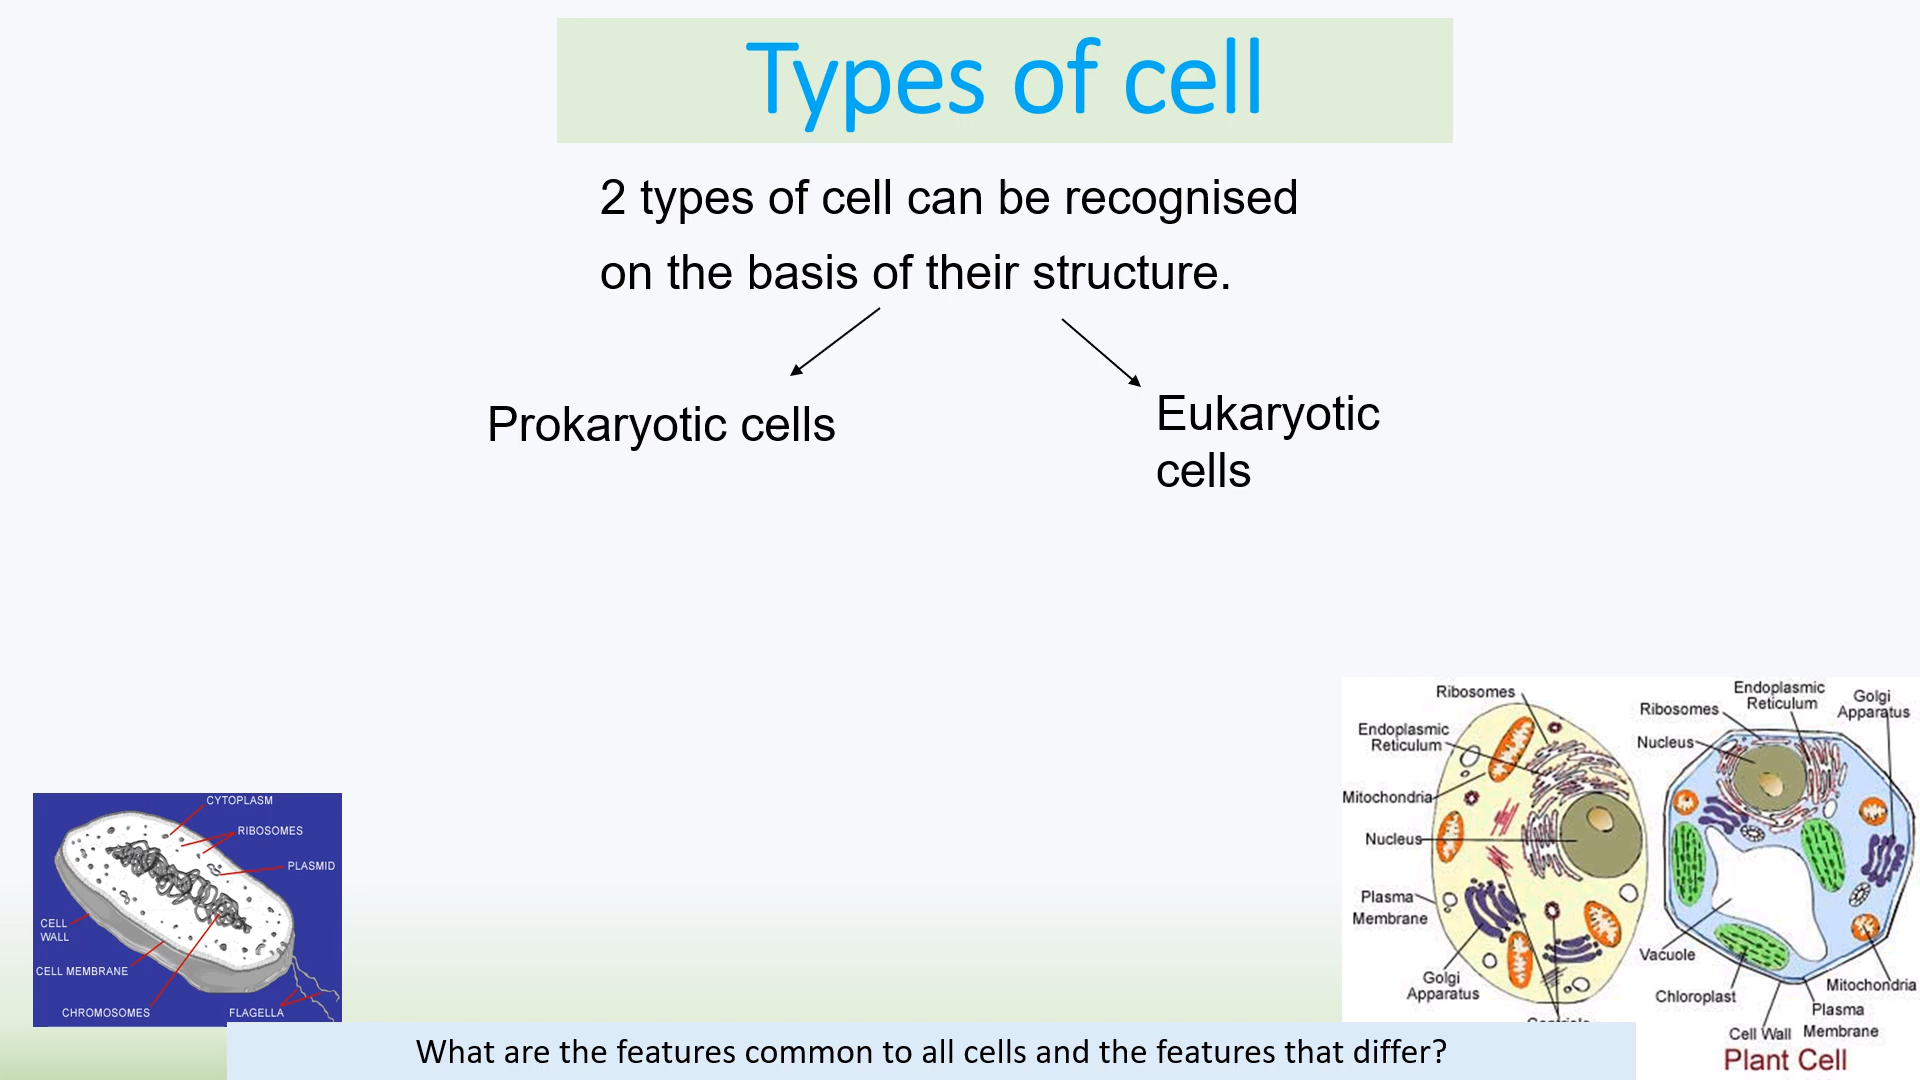 Types of cell
2 types of cell can be recognised
on the basis of their structure.
Prokaryotic cells
Eukaryotic
cells
CYTOPLASM
RIBOSOMES
PLASMID
CELL
WALL
CELL MEMBRANE
CHROMOSOMES
FLAGELLA
Ribosomes
Endoplasmic
Reticulum
Mitochondria
Nucleus
Plasma
Membrane
Golgi
Apparatus
Endoplasmic
Reticulum
Golgi
Apparatus
Ribosomes
Nucleus
Vacuole
Chloroplast
Mitochondria
Plasma
Membrane
Cell Wall
Plant Cell
What are the features common to all cells and the features that differ?